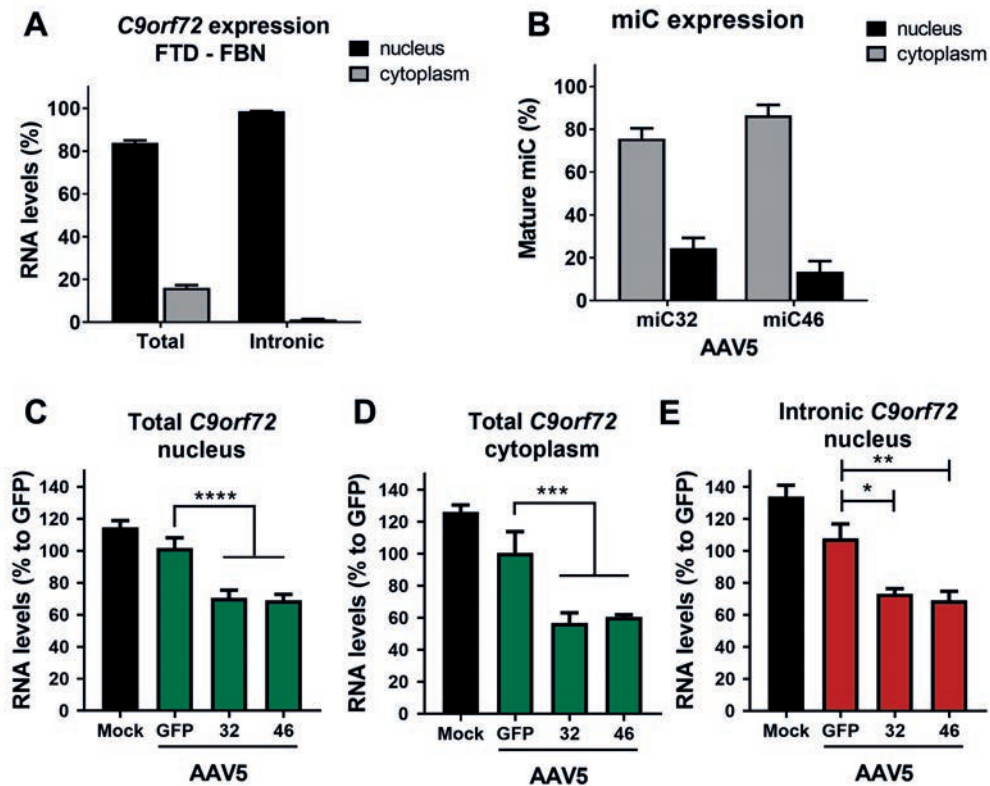 A
C9orf72 expression
FTD - FBN
nucleus
cytoplasm
RNA levels (%)
100
80
60
40
20
0
Total
Intronic
B
miC expression
nucleus
cytoplasm
Mature miC (%)
100
80
60
40
20
0
miC32
miC46
AAV5
C
Total C9orf72
nucleus
RNA levels (% to GFP)
140
120
100
80
60
40
20
0
****
Mock
GFP
32
46
AAV5
D
Total C9orf72
cytoplasm
RNA levels (% to GFP)
140
120
100
80
60
40
20
0
***
Mock
GFP
32
46
AAV5
E
Intronic C9orf72
nucleus
RNA levels (% to GFP)
140
120
100
80
60
40
20
0
**
*
Mock
GFP
32
46
AAV5